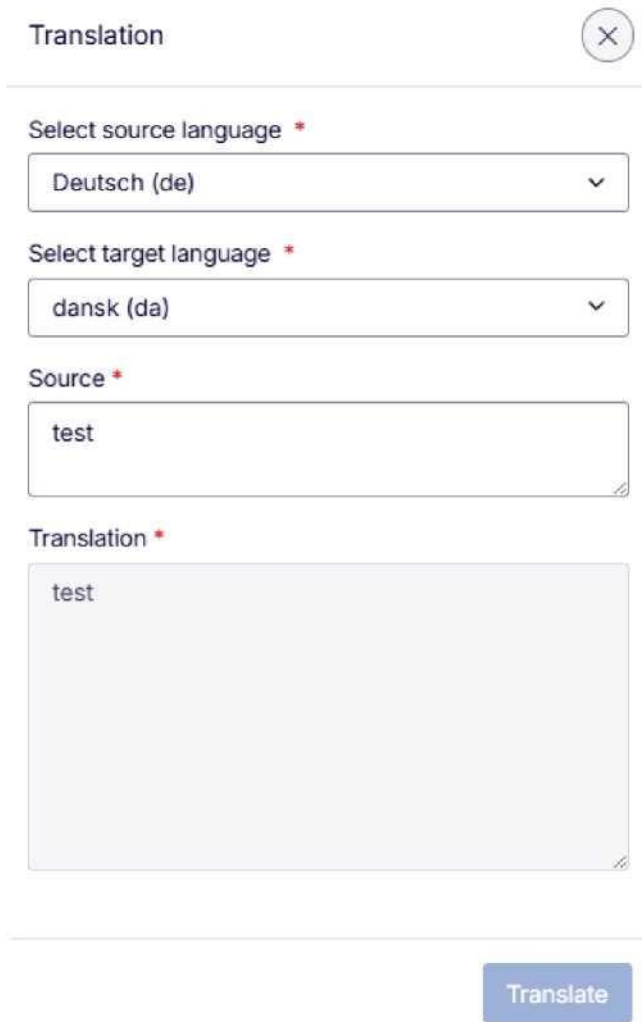 Translation
Select source language *
Deutsch (de)
Select target language *
dansk (da)
Source *
test
Translation *
test
Translate